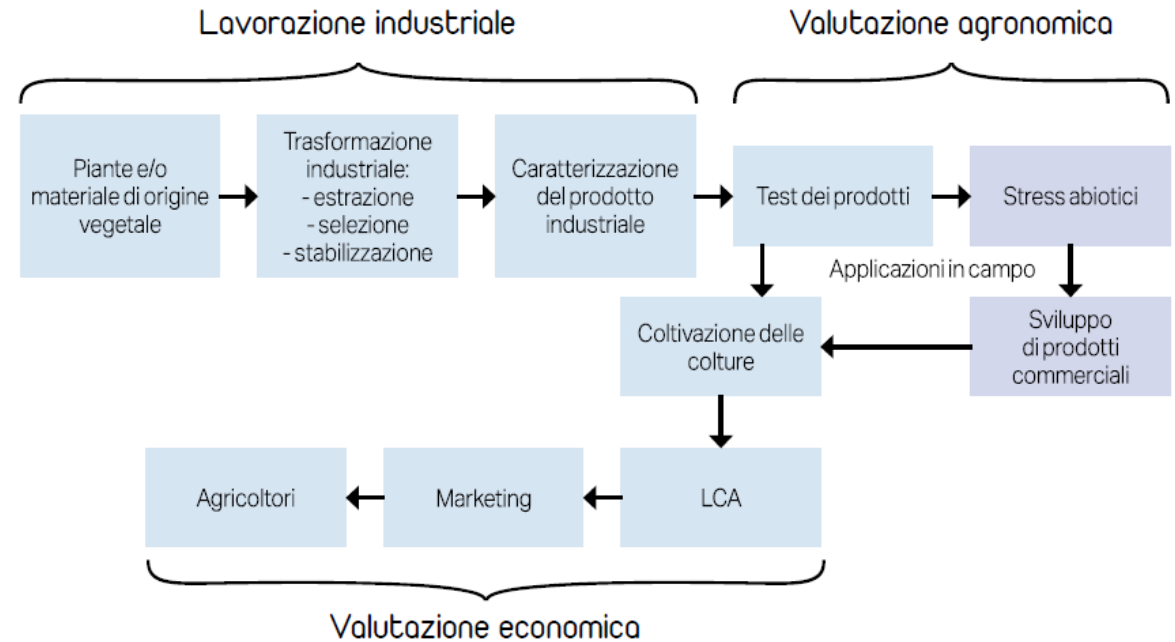 Lavorazione industriale
Valutazione agronomica
Piante e/o
materiale di origine
vegetale
Trasformazione
industriale:
- estrazione
- selezione
- stabilizzazione
Caratterizzazione
del prodotto
industriale
Test dei prodotti
Stress abiotici
Applicazioni in campo
Coltivazione delle
colture
Sviluppo
di prodotti
commerciali
Agricoltori
Marketing
LCA
Valutazione economica